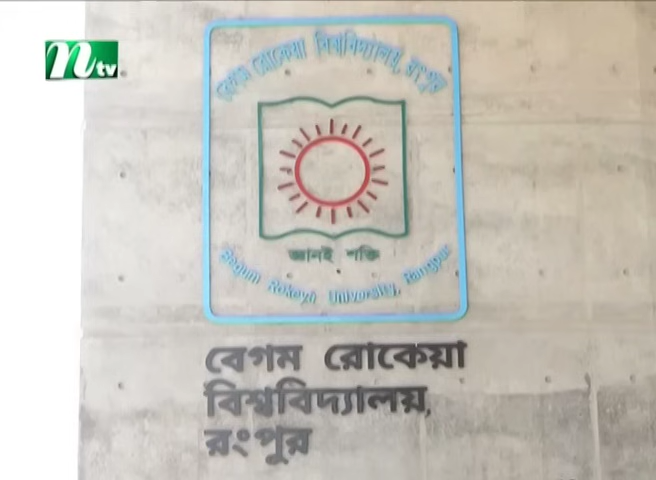 ntv
বেগম রোকেয়া বিশ্ববিদ্যালয়, রংপুর
জ্ঞানই শক্তি
Begum Rokeya University, Rangpur
বেগম রোকেয়া
বিশ্ববিদ্যালয়,
রংপুর